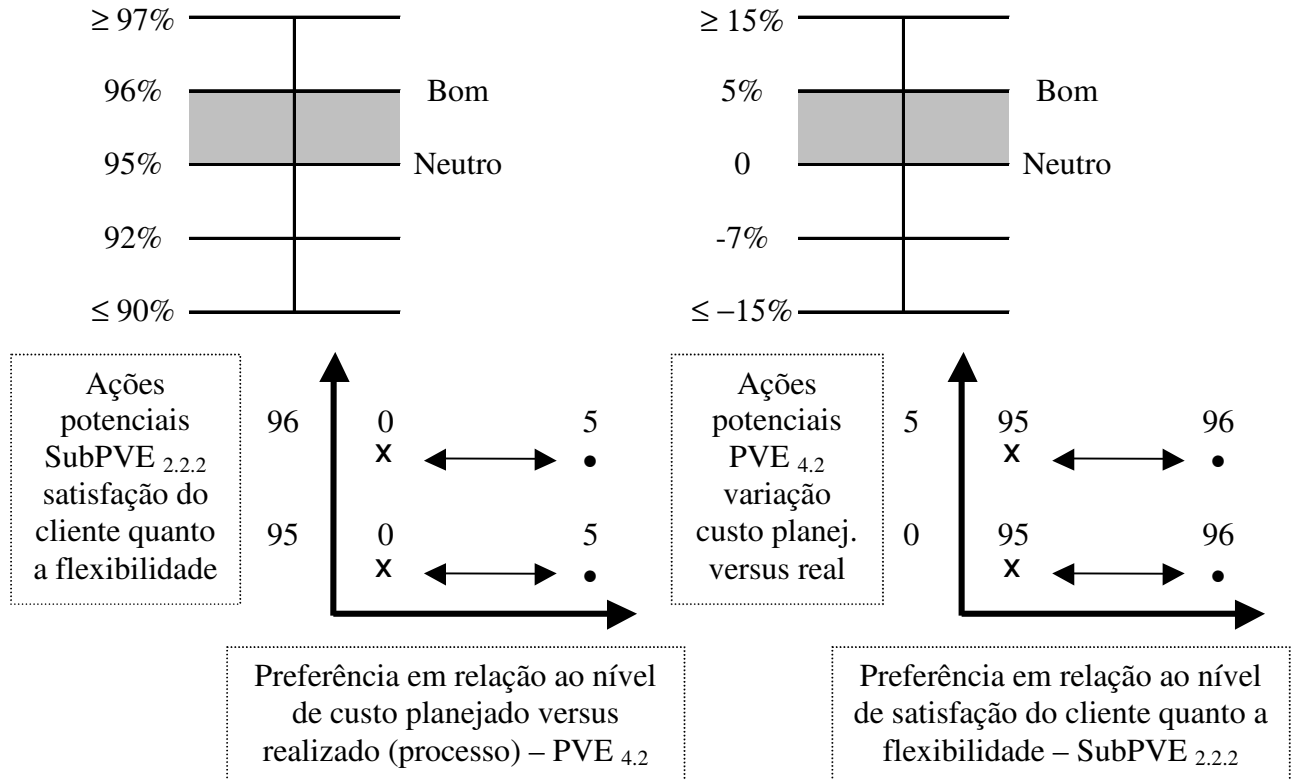 ≥ 97%
96% Bom
95% Neutro
92%
≤ 90%
≥ 15%
5% Bom
0 Neutro
-7%
≤ −15%
Ações
potenciais
SubPVE 2.2.2
satisfação do
cliente quanto
a flexibilidade
96 0 5
x
95 0 5
x
Preferência em relação ao nível
de custo planejado versus
realizado (processo) – PVE 4.2
Ações
potenciais
PVE 4.2
variação
custo planej.
versus real
5 95 96
x
0 95 96
x
Preferência em relação ao nível
de satisfação do cliente quanto a
flexibilidade – SubPVE 2.2.2